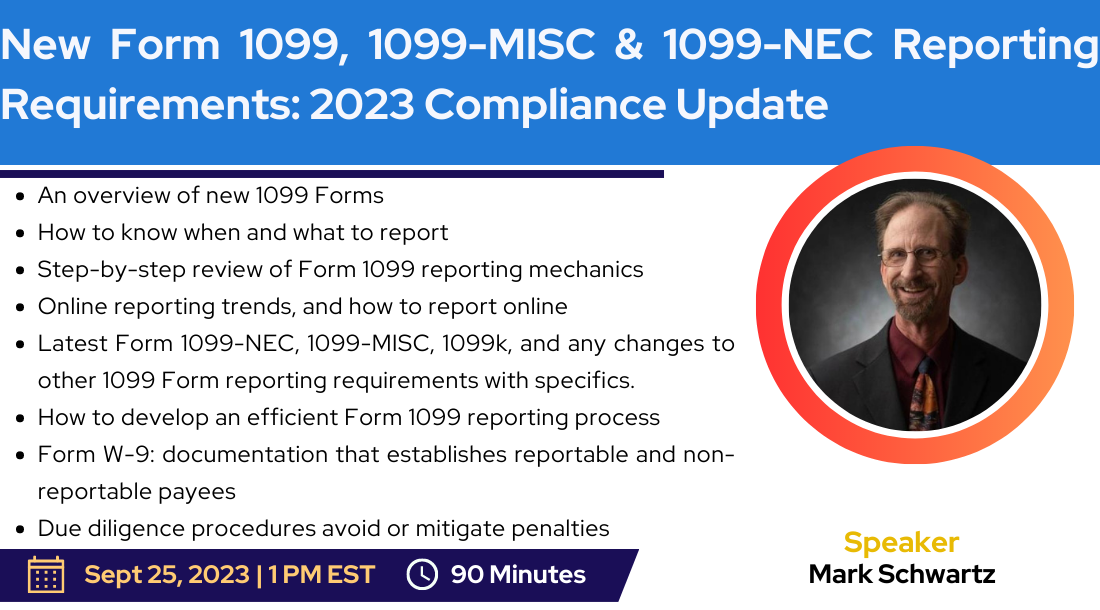 New Form 1099, 1099-MISC & 1099-NEC Reporting
Requirements: 2023 Compliance Update
• An overview of new 1099 Forms
• How to know when and what to report
• Step-by-step review of Form 1099 reporting mechanics
• Online reporting trends, and how to report online
• Latest Form 1099-NEC, 1099-MISC, 1099k, and any changes to
other 1099 Form reporting requirements with specifics.
• How to develop an efficient Form 1099 reporting process
• Form W-9: documentation that establishes reportable and non-
reportable payees
• Due diligence procedures avoid or mitigate penalties
Sept 25, 2023 | 1 PM EST
90 Minutes
Speaker
Mark Schwartz